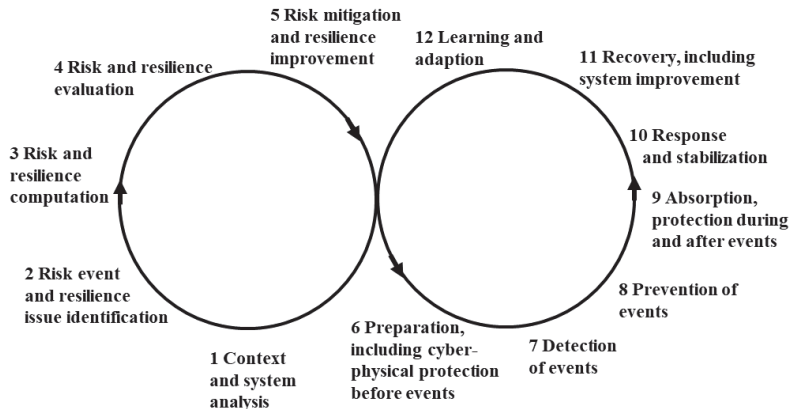 1 Context
and system
analysis
2 Risk event
and resilience
issue identification
3 Risk and
resilience
computation
4 Risk and resilience
evaluation
5 Risk mitigation
and resilience
improvement
6 Preparation,
including cyber-
physical protection
before events
7 Detection
of events
8 Prevention of
events
9 Absorption,
protection during
and after events
10 Response
and stabilization
11 Recovery, including
system improvement
12 Learning and
adaption